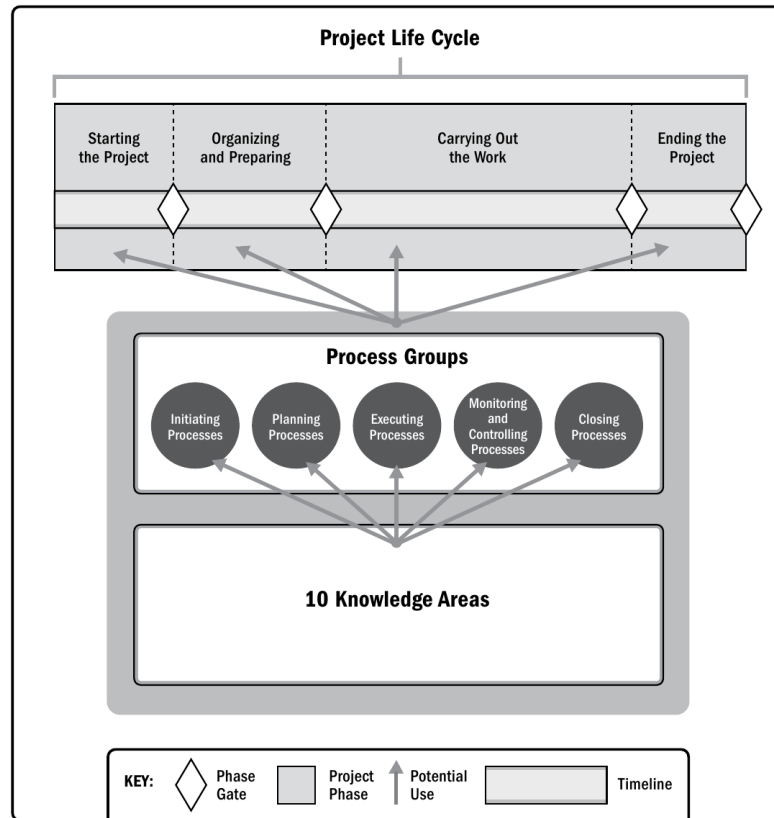 Project Life Cycle
Starting
the Project
Organizing
and Preparing
Carrying Out
the Work
Ending the
Project
Process Groups
Initiating
Processes
Planning
Processes
Executing
Processes
Monitoring
and
Controlling
Processes
Closing
Processes
10 Knowledge Areas
KEY:
Phase
Gate
Project
Phase
Potential
Use
Timeline